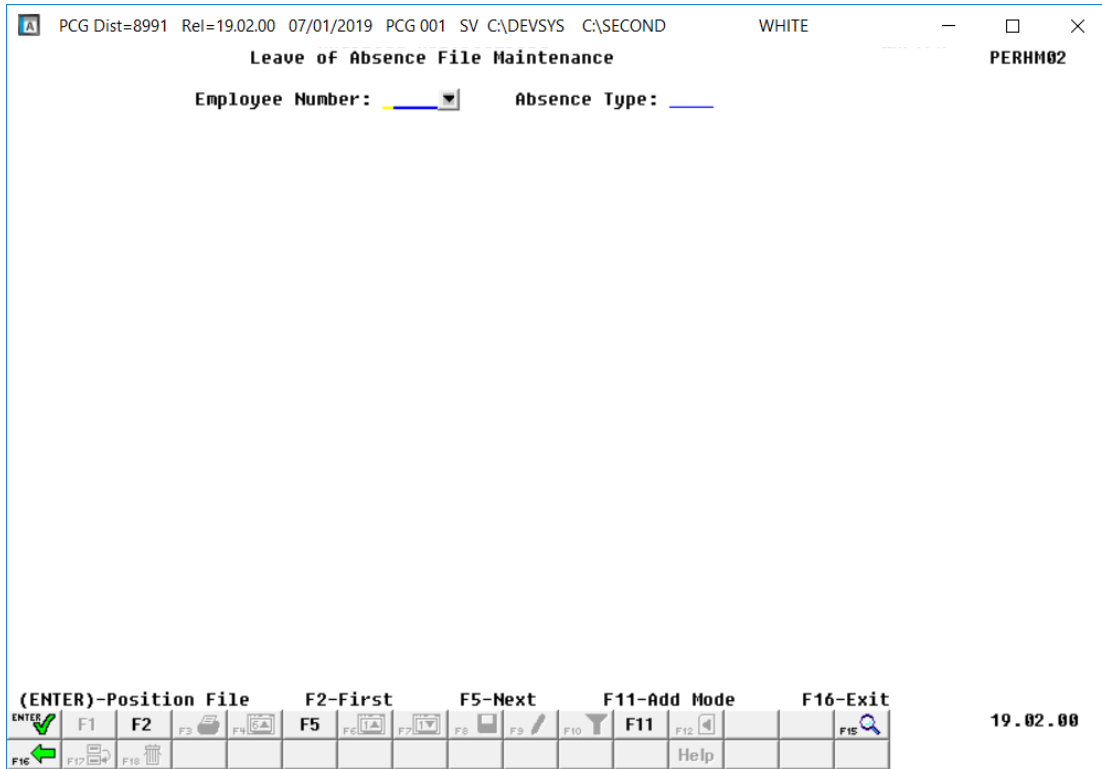 A PCG Dist=8991 Rel=19.02.00 07/01/2019 PCG 001 SV C:\DEVSYS C:\SECOND WHITE
Leave of Absence File Maintenance PERHM02
Employee Number: Absence Type:
(ENTER)-Position File F2-First F5-Next F11-Add Mode F16-Exit
ENTER F1 F2 F3 F4 6 F5 F6 1 F7 1 F8 F9 F10 F11 F12 F15 19.02.00
F16 F17 F18 Help